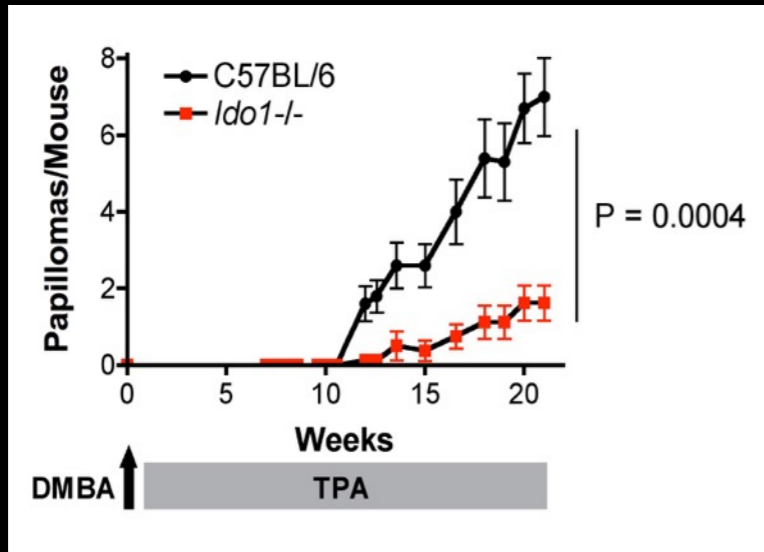 Papillomas/Mouse
8
6
4
2
0
C57BL/6
Ido1-/-
P = 0.0004
0 5 10 15 20
Weeks
DMBA
TPA